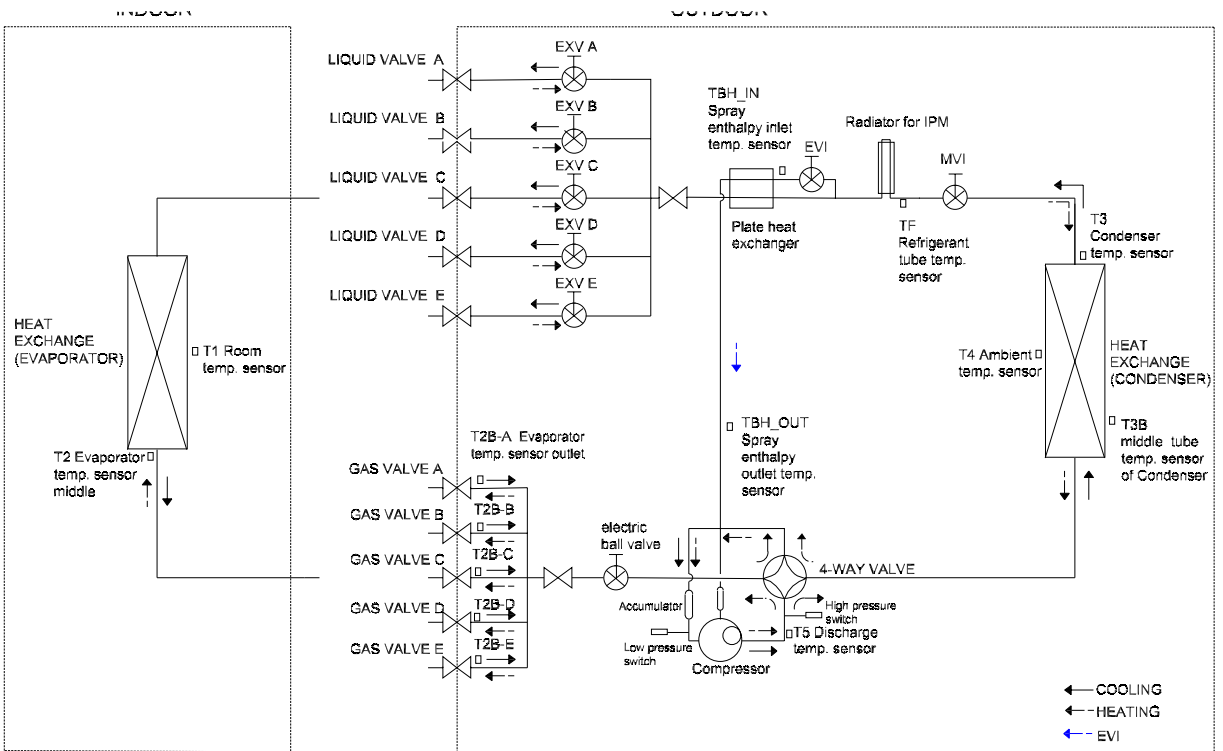 INDOOR
OUTDOOR
LIQUID VALVE A
EXV A
LIQUID VALVE B
EXV B
LIQUID VALVE C
EXV C
LIQUID VALVE D
EXV D
LIQUID VALVE E
EXV E
TBH_IN
Spray
enthalpy inlet
temp. sensor
EVI
Plate heat
exchanger
Radiator for IPM
MVI
TF
Refrigerant
tube temp.
sensor
T3
Condenser
temp. sensor
HEAT
EXCHANGE
(EVAPORATOR)
T1 Room
temp. sensor
T2 Evaporator
temp. sensor
middle
T4 Ambient
temp. sensor
HEAT
EXCHANGE
(CONDENSER)
T3B
middle tube
temp. sensor
of Condenser
TBH_OUT
Spray
enthalpy
outlet temp.
sensor
T2B-A Evaporator
temp. sensor outlet
GAS VALVE A
GAS VALVE B
T2B-B
GAS VALVE C
T2B-C
GAS VALVE D
T2B-D
GAS VALVE E
T2B-E
electric
ball valve
4-WAY VALVE
Accumulator
High pressure
switch
Low pressure
switch
T5 Discharge
temp. sensor
Compressor
COOLING
HEATING
EVI